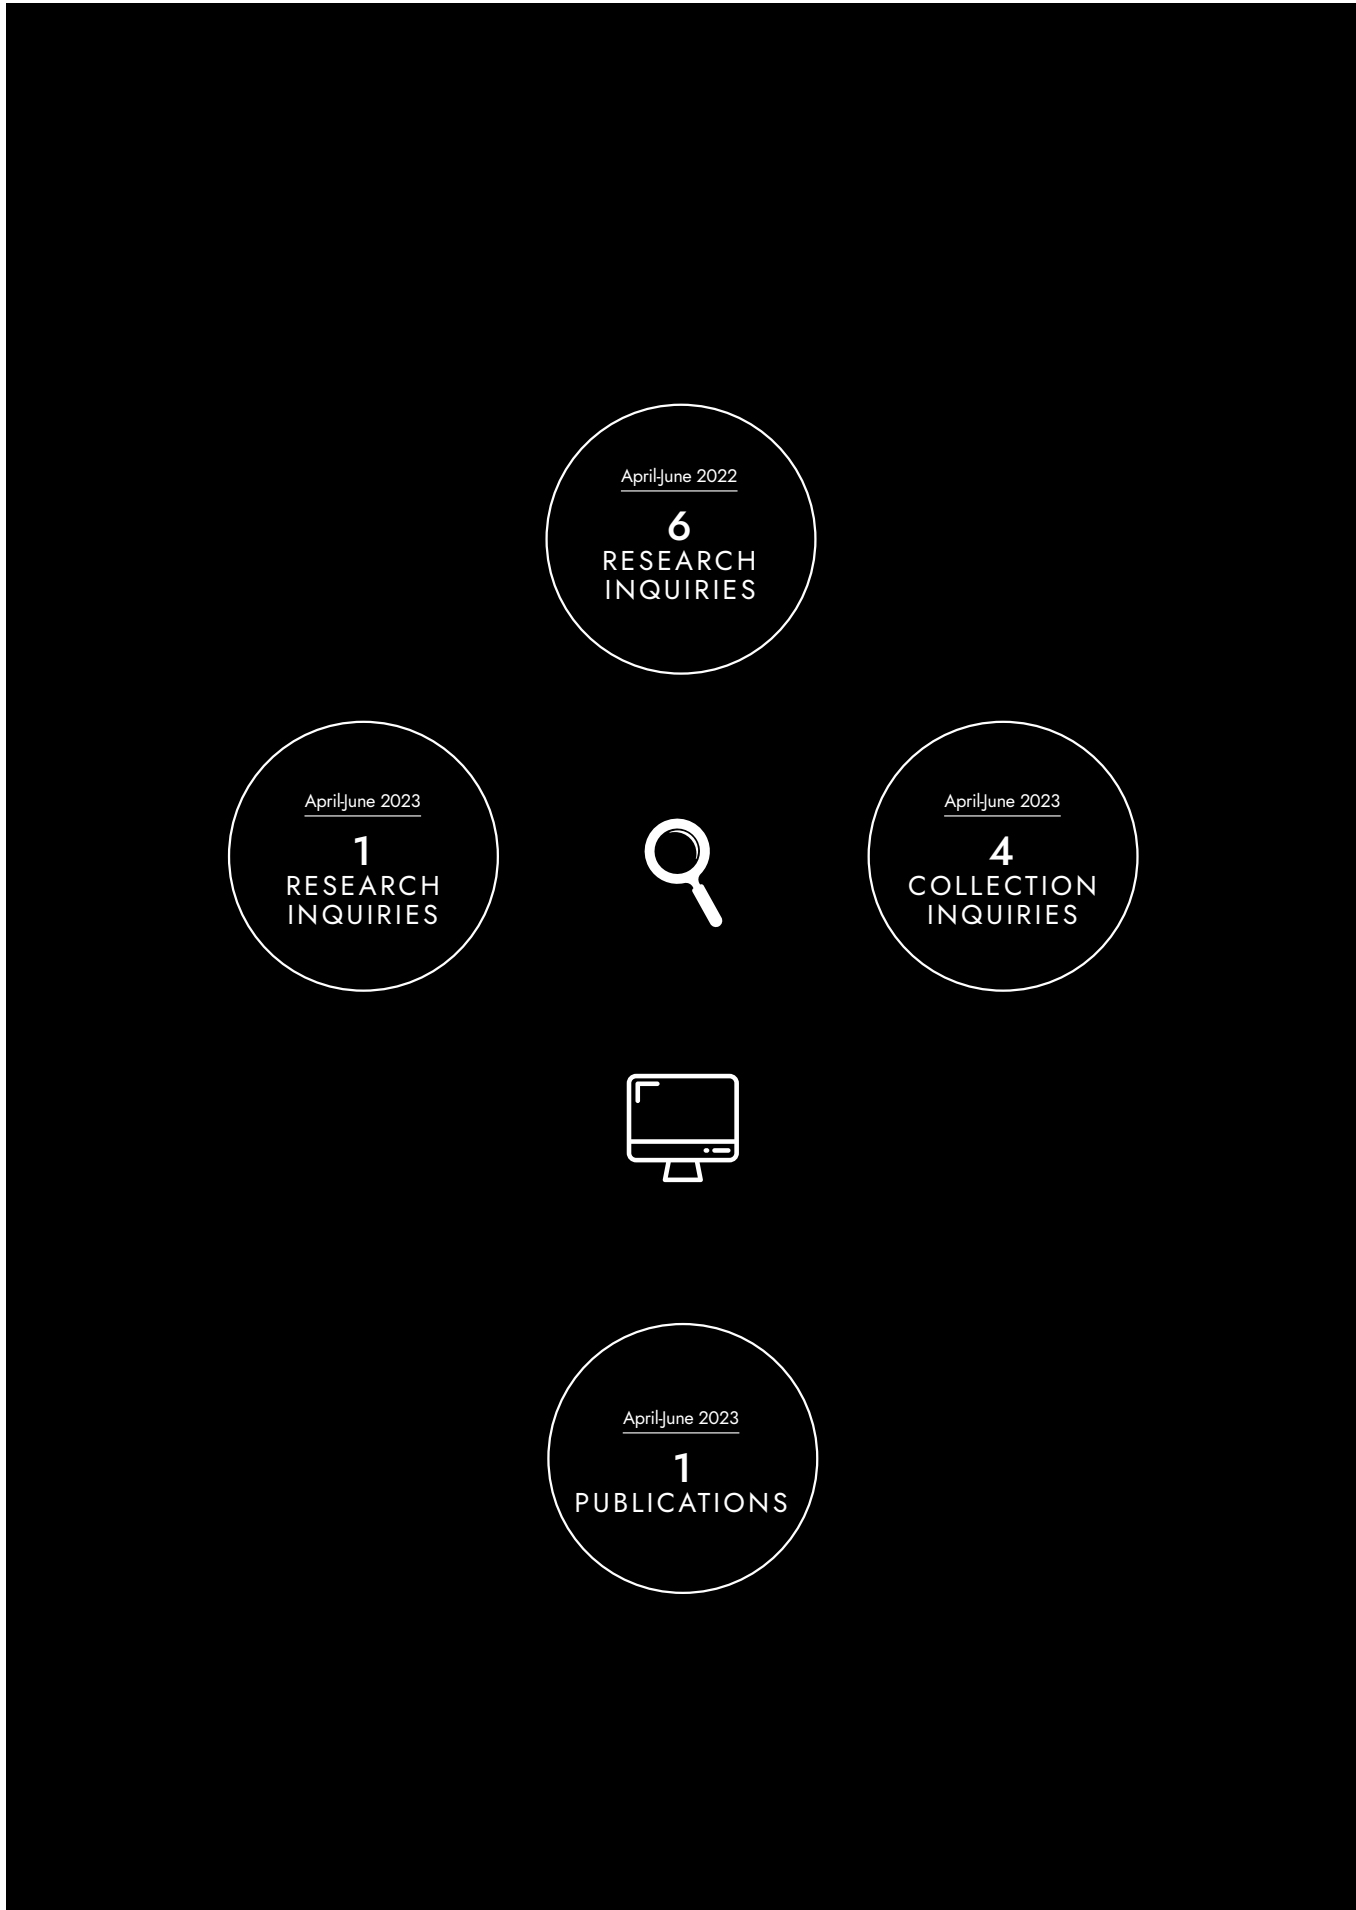 April-June 2022
6
RESEARCH
INQUIRIES
April-June 2023
1
RESEARCH
INQUIRIES
April-June 2023
4
COLLECTION
INQUIRIES
April-June 2023
1
PUBLICATIONS